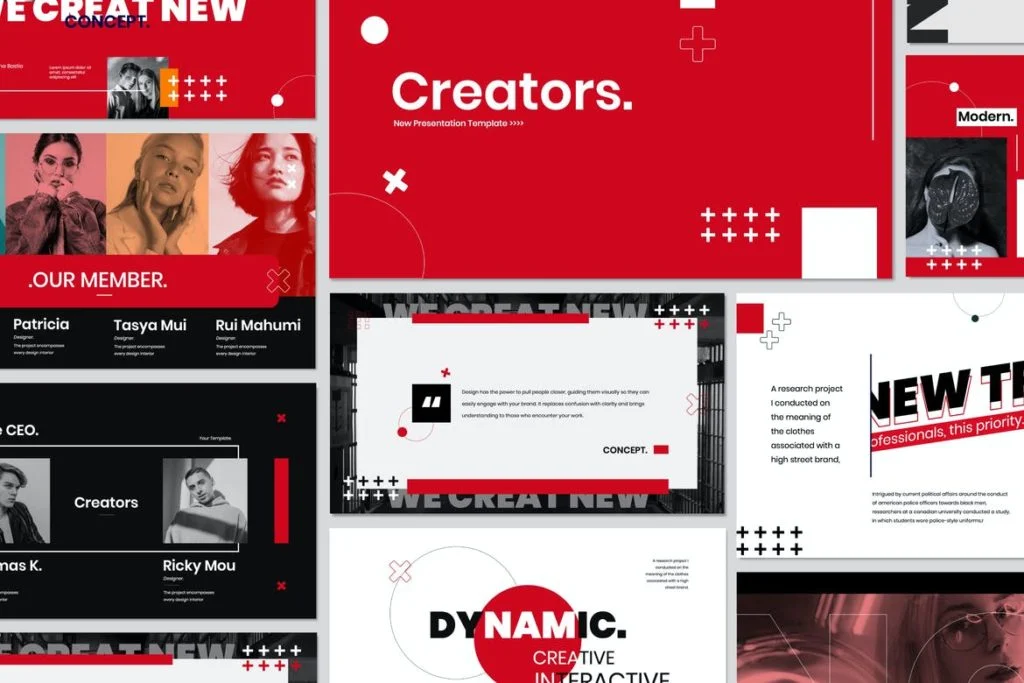 WE CREAT NEW
CONCEPT.
Lorem ipsum dolor sit
amet, consectetur
adipiscing elit
.OUR MEMBER.
Patricia
Designer.
The project encompasses
every design interior
Tasya Mui
Designer.
The project encompasses
every design interior
Rui Mahumi
Designer.
The project encompasses
every design interior
CEO.
Your Template.
Creators
K.
Ricky Mou
Designer.
The project encompasses
every design interior
WE CREAT NEW
Creators.
New Presentation Template >>>>
WE CREAT NEW
Design has the power to pull people closer, guiding them visually so they can
easily engage with your brand. It replaces confusion with clarity and brings
understanding to those who encounter your work.
CONCEPT.
WE CREAT NEW
A research project I
conducted on the
meaning of the clothes
associated with a high
street brand,
DYNAMIC.
CREATIVE
INTERACTIVE
Modern.
A research project
I conducted on
the meaning of
the clothes
associated with a
high street brand,
NEW
ofessionals, this priority.
Intrigued by current political affairs around the conduct
of american police officers towards black men,
researchers at a canadian university conducted a study,
in which students wore police-style uniforms!